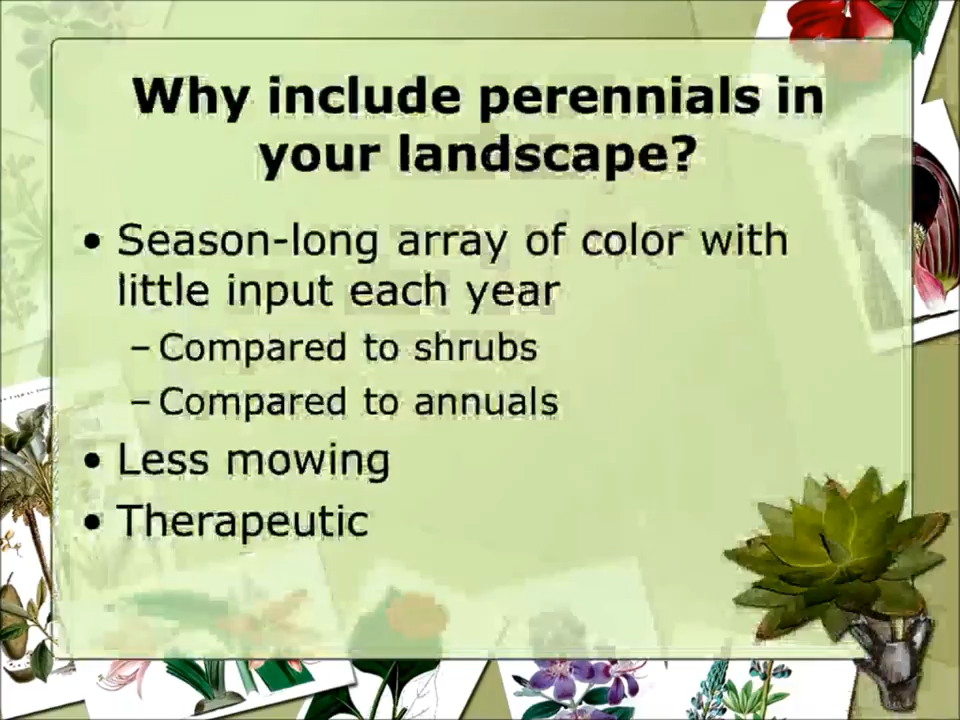 Why include perennials in
your landscape?
• Season-long array of color with
little input each year
– Compared to shrubs
– Compared to annuals
• Less mowing
• Therapeutic